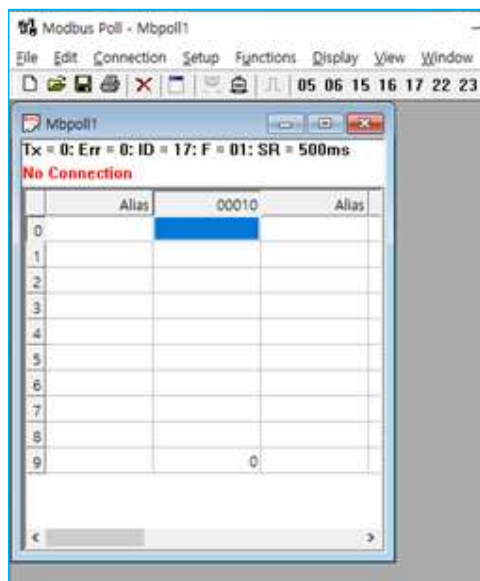 Modbus Poll - Mbpoll1
File Edit Connection Setup Functions Display View Window
05 06 15 16 17 22 23
Mbpoll1
Tx = 0: Err = 0: ID = 17: F = 01: SR = 500ms
No Connection
Alias 00010 Alias
0
1
2
3
4
5
6
7
8
9 0